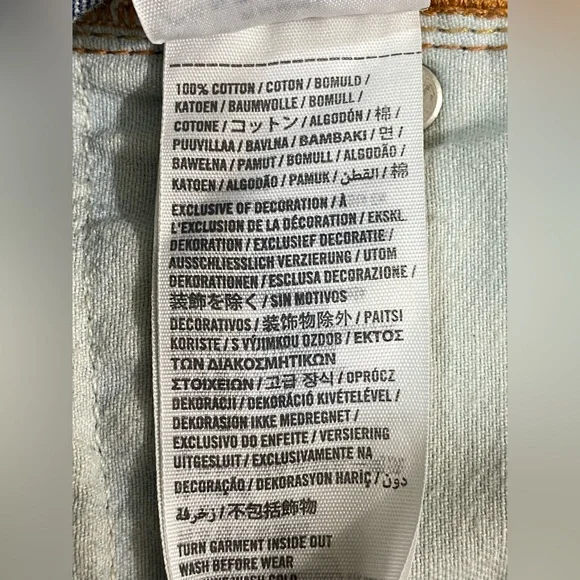 100% COTTON / COTON / BOMULD /
KATOEN / BAUMWOLLE / BOMULL /
COTONE / コットン / ALGODÓN / 棉 /
PUUVILLAA / BAVLNA / BAMBAKI / 면 /
BAWEŁNA / PAMUT / BOMULL / ALGODÃO /
KATOEN / ALGODÃO / PAMUK / القطن / 棉
EXCLUSIVE OF DECORATION / À
L'EXCLUSION DE LA DÉCORATION / EKSKL.
DEKORATION / EXCLUSIEF DECORATIE /
AUSSCHLIESSLICH VERZIERUNG / UTOM
DEKORATIONEN / ESCLUSA DECORAZIONE /
装飾を除く / SIN MOTIVOS
DECORATIVOS / 装饰物除外 / PAITSI
KORISTE / S VÝJIMKOU OZDOB / ΕΚΤΟΣ
ΤΩΝ ΔΙΑΚΟΣΜΗΤΙΚΩΝ
ΣΤΟΙΧΕΙΩΝ / 고급 장식 / OPRÓCZ
DEKORACJI / DEKORÁCIÓ KIVÉTELÉVEL /
DEKORASJON IKKE MEDREGNET /
EXCLUSIVO DO ENFEITE / VERSIERING
UITGESLUIT / EXCLUSIVAMENTE NA
DECORAÇÃO / DEKORASYON HARİÇ / دون
زخرفة / 不包括飾物
TURN GARMENT INSIDE OUT
WASH BEFORE WEAR